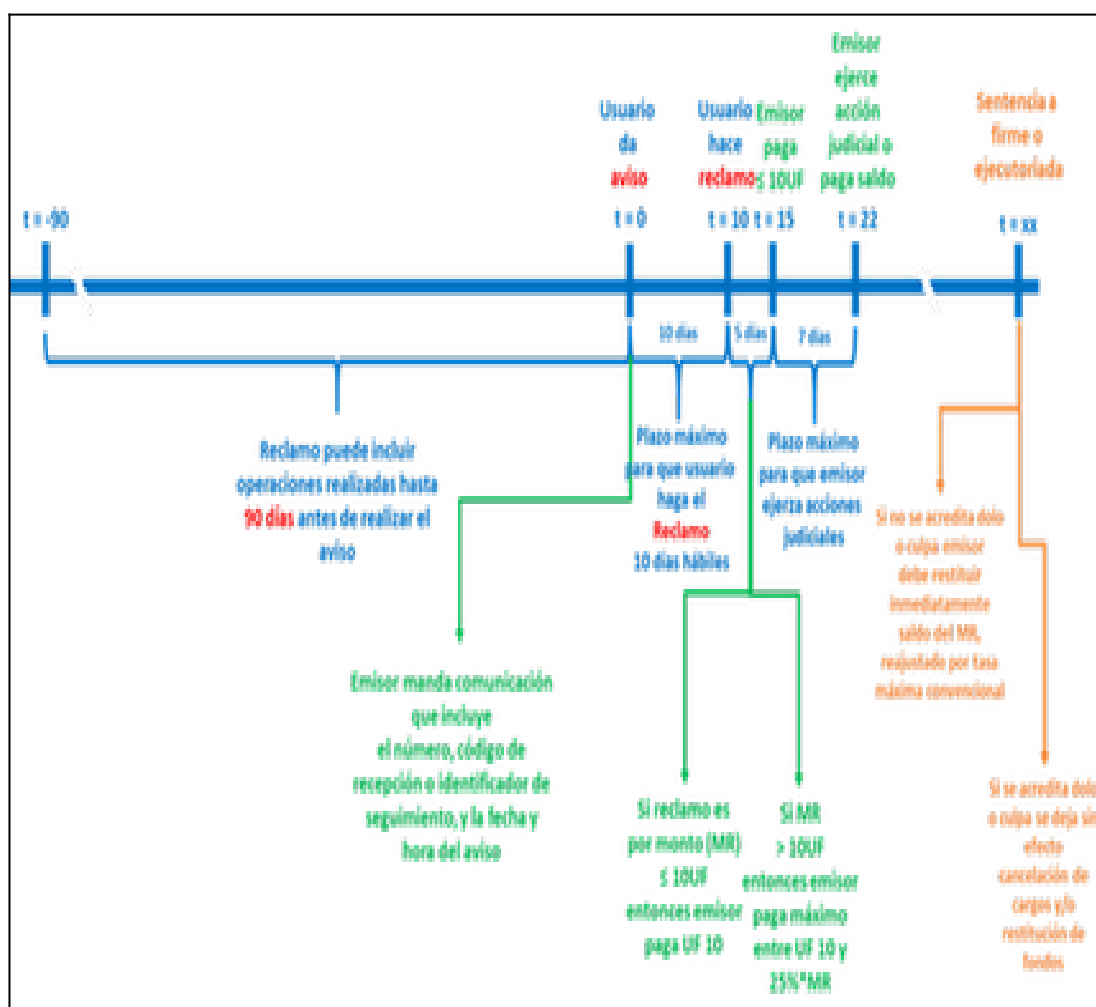 Usuario
da
aviso
Usuario
hace
reclamo
Emisor
paga
≤ 10UF
Emisor
ejerce
acción
judicial o
paga saldo
Sentencia a
firme o
ejecutoriada
t = -90
t = 0
t = 10
t = 15
t = 22
t = xx
10 días
5 días
7 días
Reclamo puede incluir
operaciones realizadas hasta
90 días antes de realizar el
aviso
Plazo máximo
para que usuario
haga el
Reclamo
10 días hábiles
Plazo máximo
para que emisor
ejerza acciones
judiciales
Si no se acredita dolo
o culpa emisor
debe restituir
inmediatamente
saldo del MR,
reajustado por tasa
máxima convencional
Emisor manda comunicación
que incluye
el número, código de
recepción o identificador de
seguimiento, y la fecha y
hora del aviso
Si reclamo es
por monto (MR)
≤ 10UF
entonces emisor
paga UF 10
Si MR
> 10UF
entonces emisor
paga máximo
entre UF 10 y
25%*MR
Si se acredita dolo
o culpa se deja sin
efecto
cancelación de
cargos y/o
restitución de
fondos